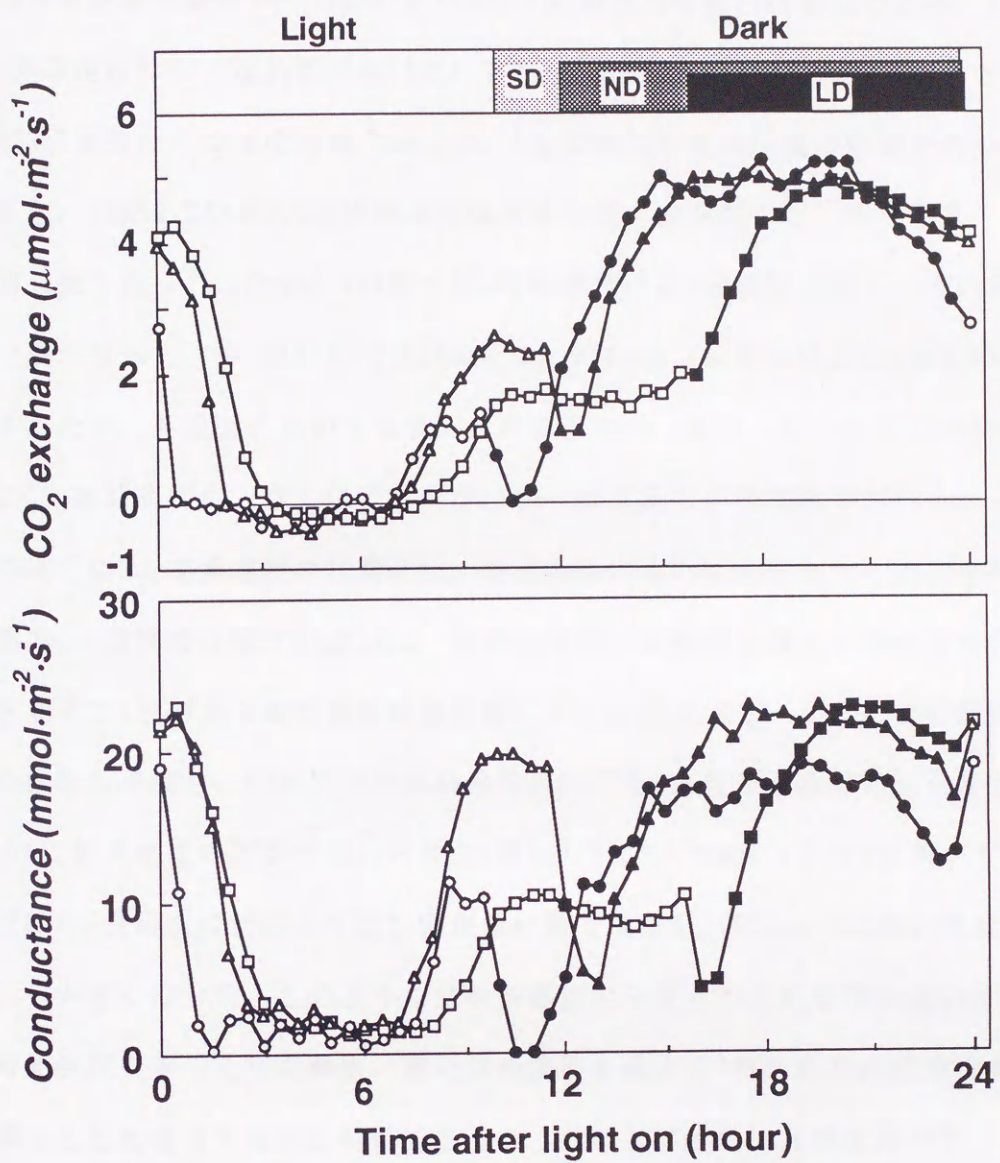 Light Dark
SD ND LD
6
4
2
0
-1
CO2 exchange (μmol·m-2·s-1)
30
20
10
0
Conductance (mmol·m-2·s-1)
0 6 12 18 24
Time after light on (hour)